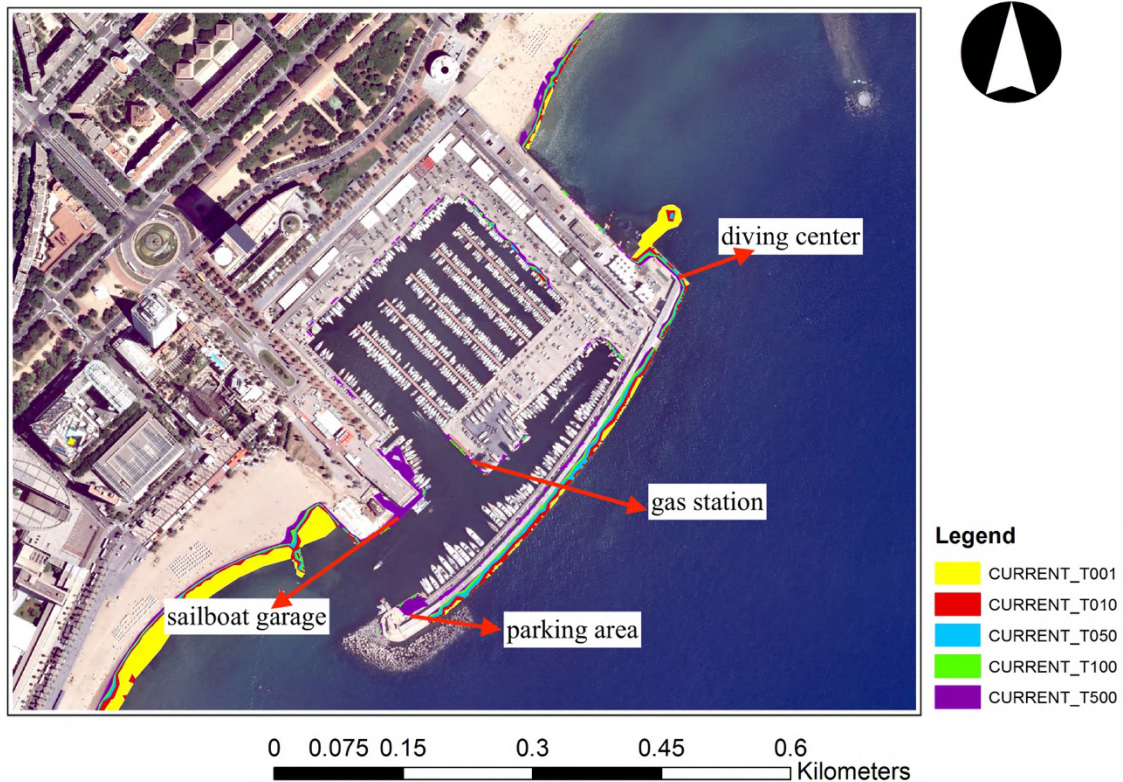 diving center
gas station
sailboat garage
parking area
Legend
CURRENT_T001
CURRENT_T010
CURRENT_T050
CURRENT_T100
CURRENT_T500
0 0.075 0.15 0.3 0.45 0.6
Kilometers